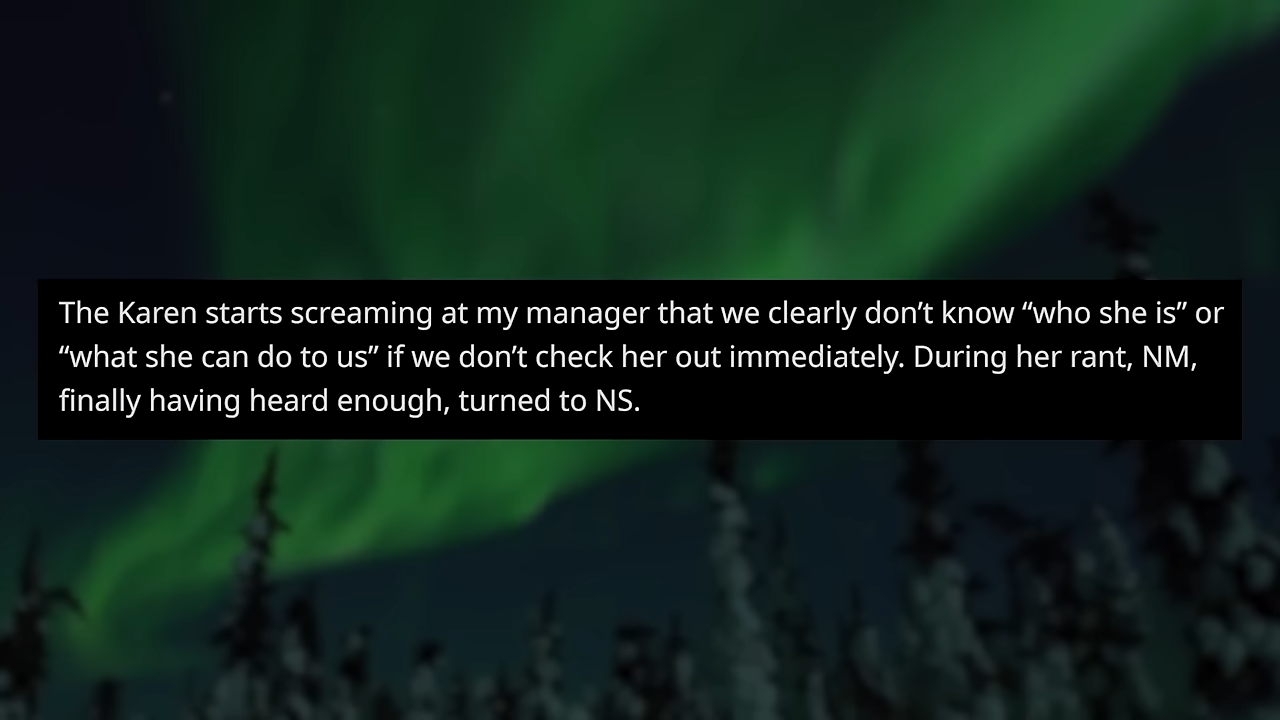 The Karen starts screaming at my manager that we clearly don’t know “who she is” or
“what she can do to us” if we don’t check her out immediately. During her rant, NM,
finally having heard enough, turned to NS.